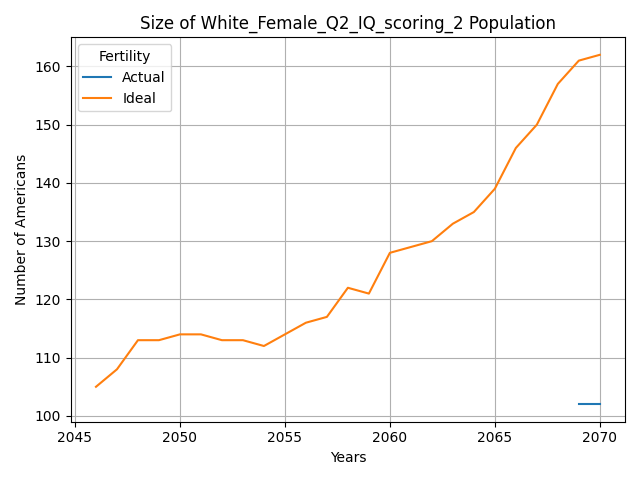 Size of White_Female_Q2_IQ_scoring_2 Population
Fertility
Actual
Ideal
Number of Americans
160
150
140
130
120
110
100
2045
2050
2055
2060
2065
2070
Years